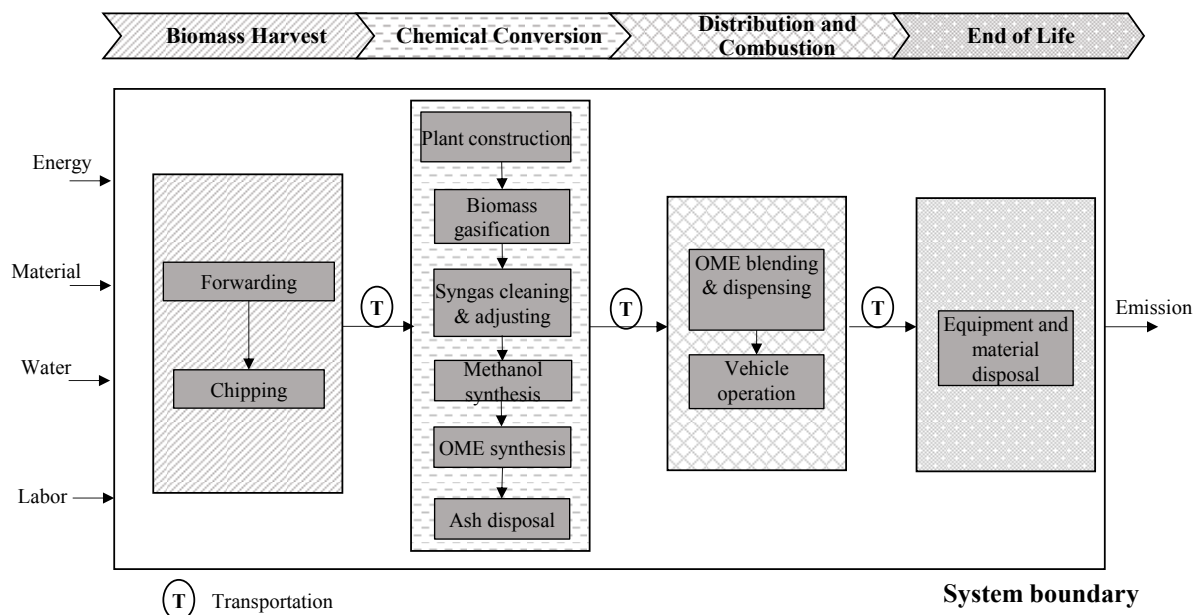 Biomass Harvest
Chemical Conversion
Distribution and
Combustion
End of Life
Energy
Material
Water
Labor
Forwarding
Chipping
T
Plant construction
Biomass
gasification
Syngas cleaning
& adjusting
Methanol
synthesis
OME synthesis
Ash disposal
T
OME blending
& dispensing
Vehicle
operation
T
Equipment and
material
disposal
Emission
T Transportation
System boundary